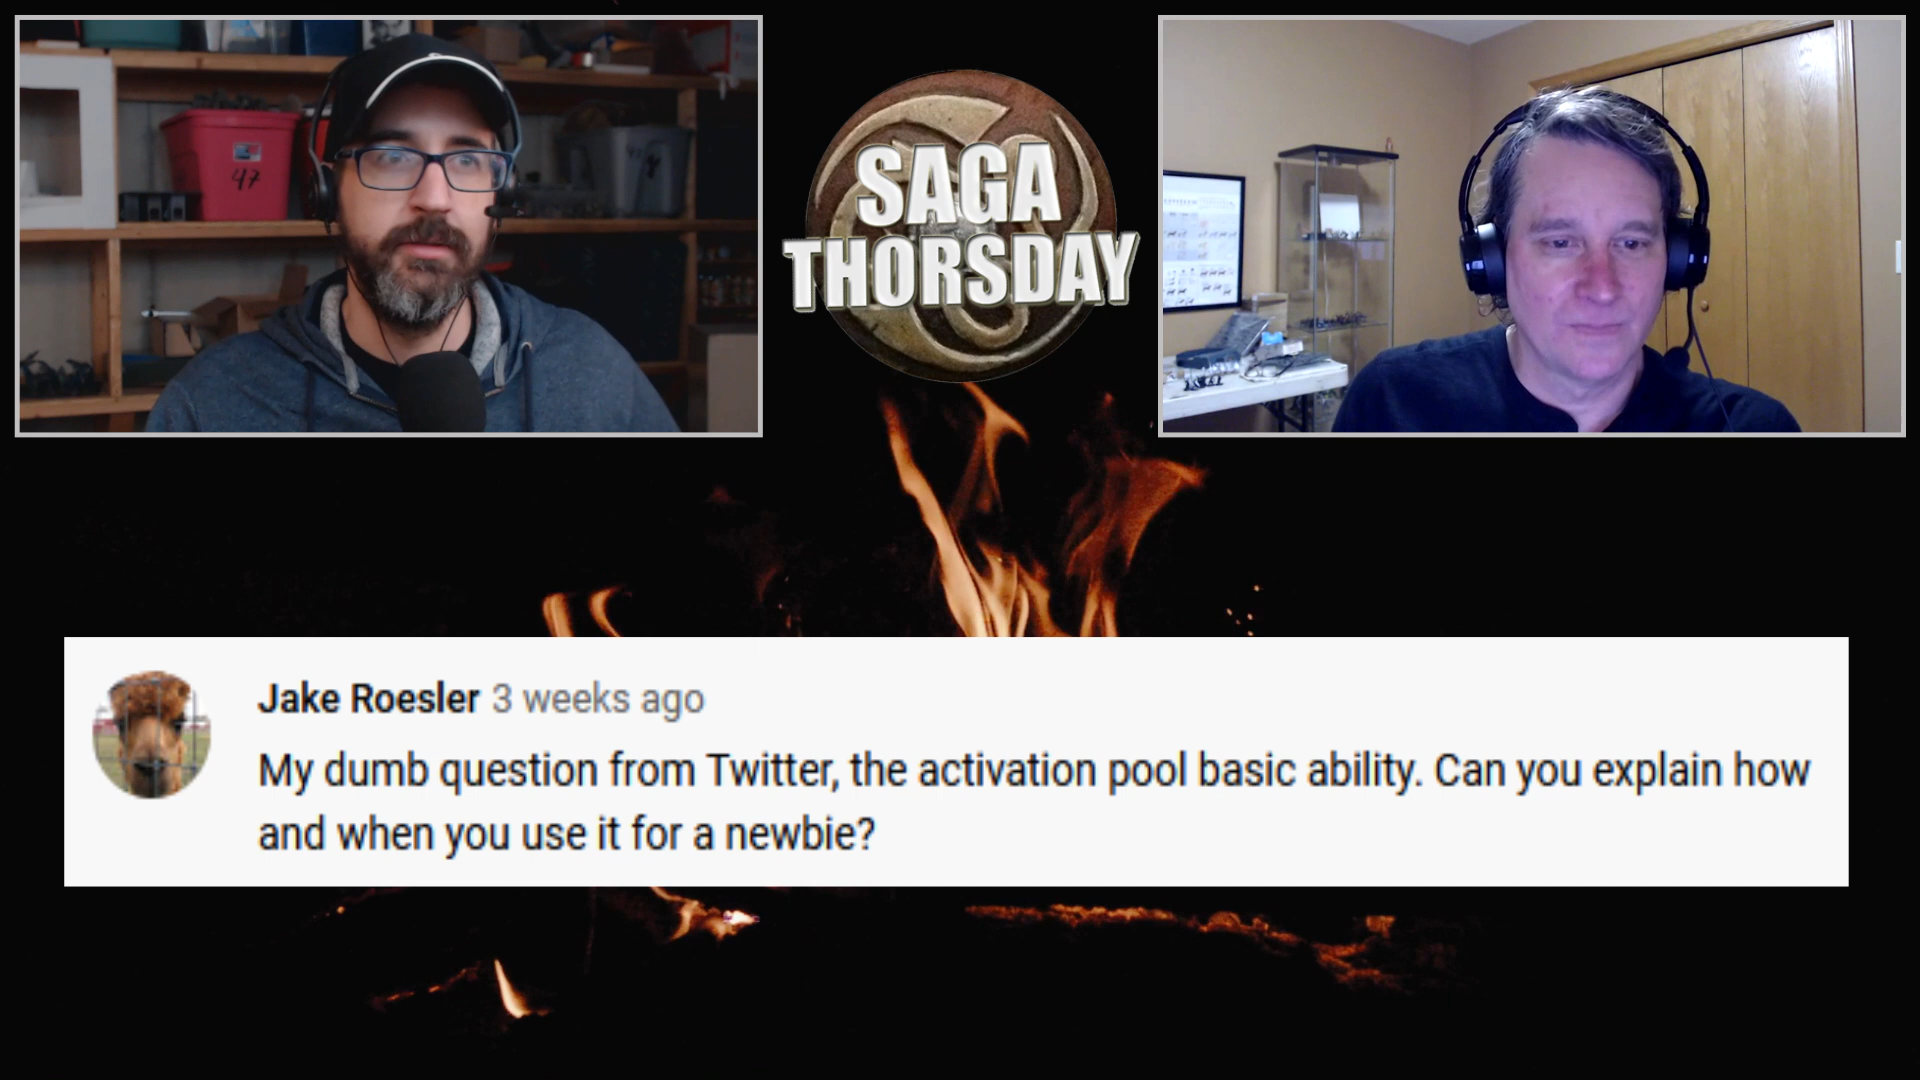 47
SAGA
THORSDAY
Jake Roesler 3 weeks ago
My dumb question from Twitter, the activation pool basic ability. Can you explain how
and when you use it for a newbie?